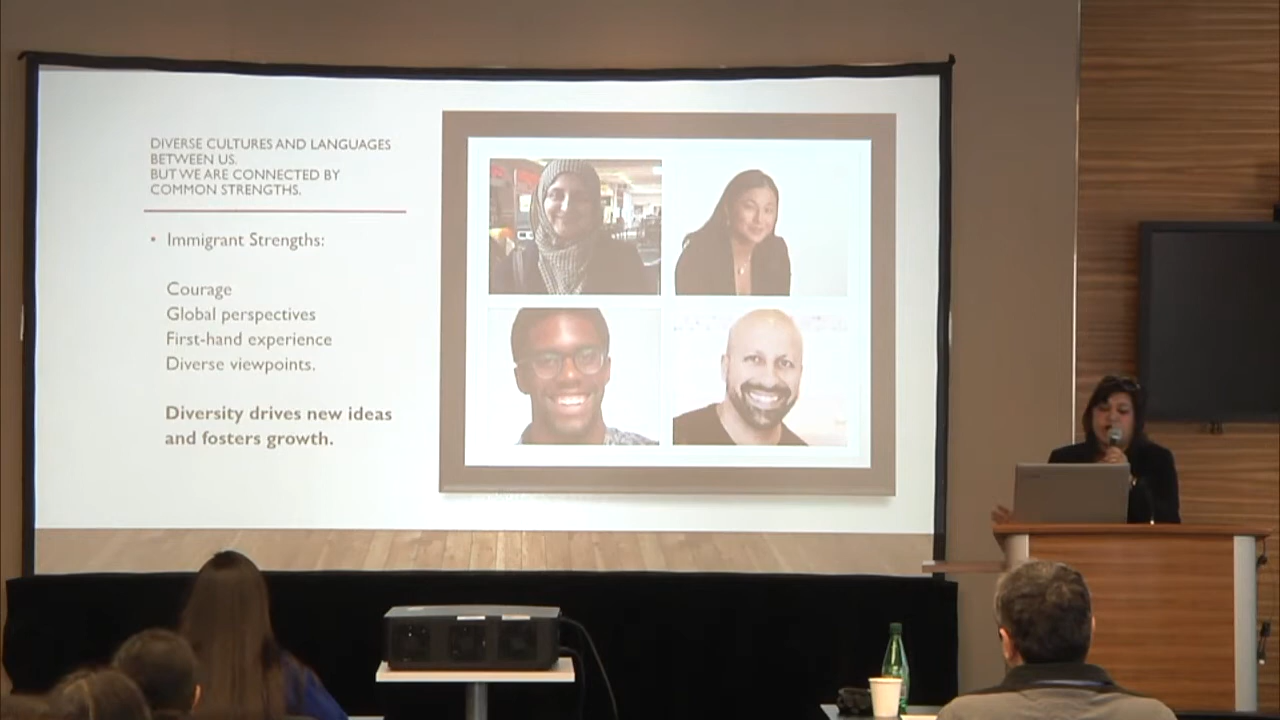 DIVERSE CULTURES AND LANGUAGES
BETWEEN US.
BUT WE ARE CONNECTED BY
COMMON STRENGTHS.
• Immigrant Strengths:
Courage
Global perspectives
First-hand experience
Diverse viewpoints.
Diversity drives new ideas
and fosters growth.